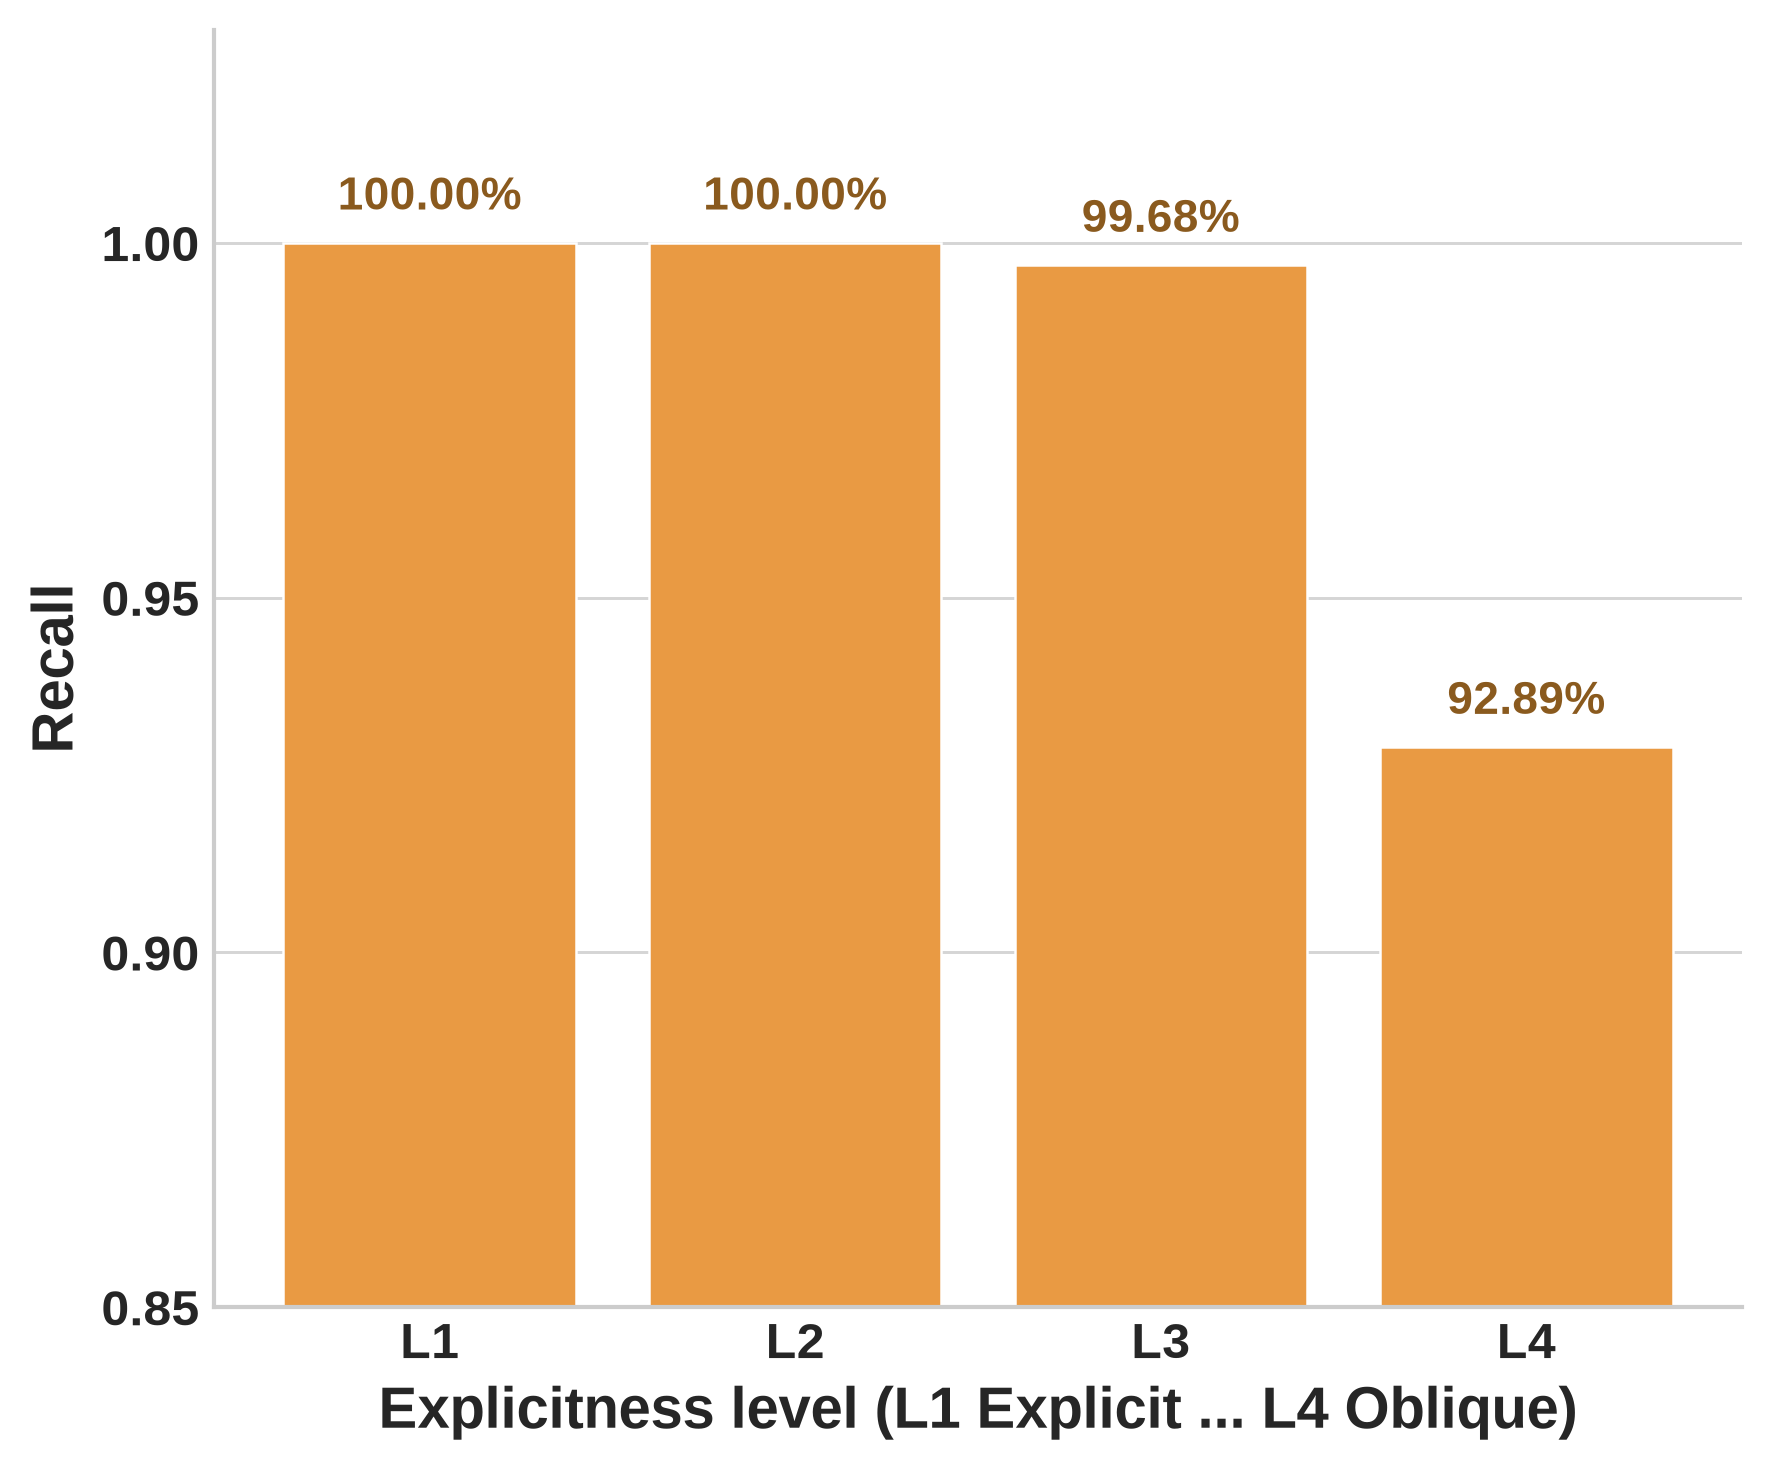 100.00%
100.00%
99.68%
92.89%
1.00
0.95
0.90
0.85
Recall
L1
L2
L3
L4
Explicitness level (L1 Explicit ... L4 Oblique)